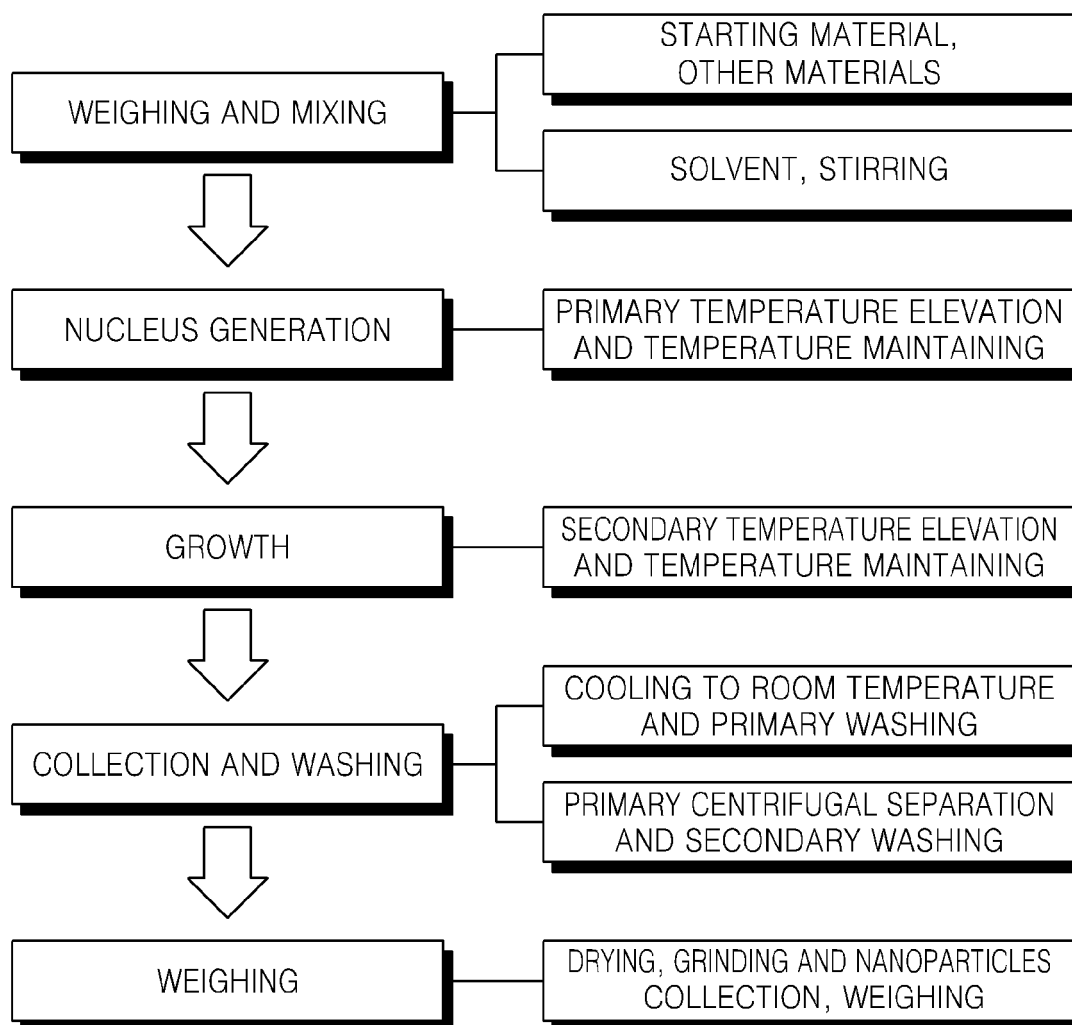 WEIGHING AND MIXING
STARTING MATERIAL,
OTHER MATERIALS
SOLVENT, STIRRING
NUCLEUS GENERATION
PRIMARY TEMPERATURE ELEVATION
AND TEMPERATURE MAINTAINING
GROWTH
SECONDARY TEMPERATURE ELEVATION
AND TEMPERATURE MAINTAINING
COLLECTION AND WASHING
COOLING TO ROOM TEMPERATURE
AND PRIMARY WASHING
PRIMARY CENTRIFUGAL SEPARATION
AND SECONDARY WASHING
WEIGHING
DRYING, GRINDING AND NANOPARTICLES
COLLECTION, WEIGHING